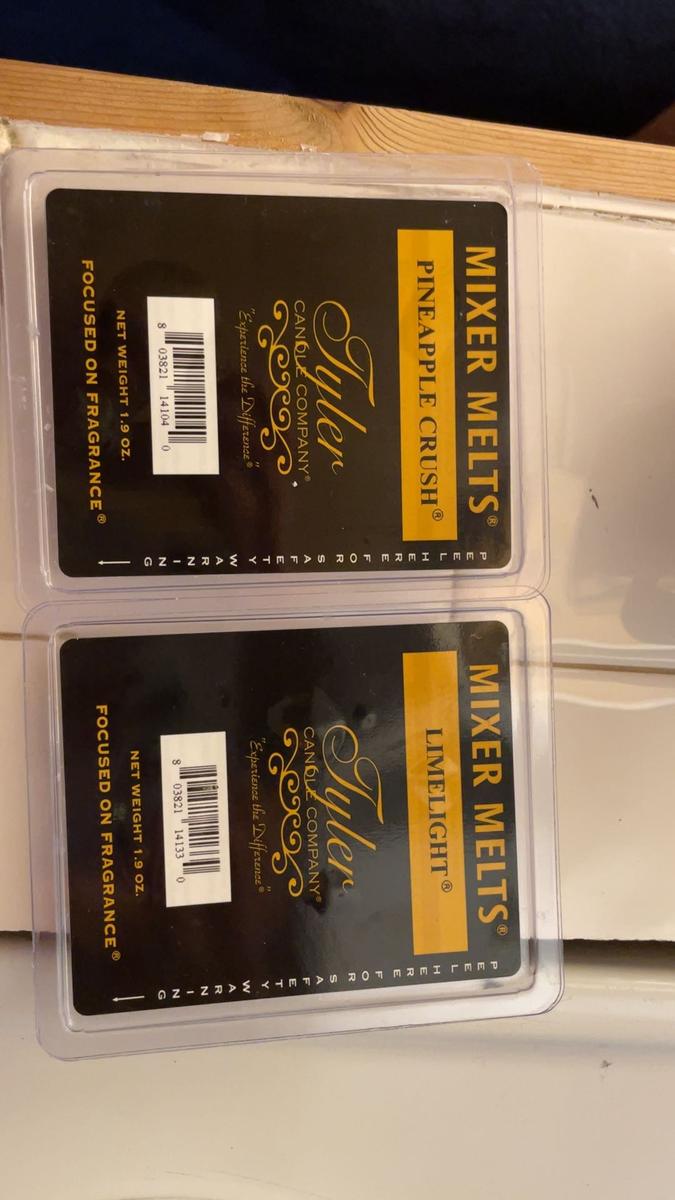 MIXER MELTS®
PINEAPPLE CRUSH®
Tyler
CANDLE COMPANY®
"Experience the Difference"®
8 03821 14104 0
NET WEIGHT 1.9 OZ.
FOCUSED ON FRAGRANCE®
PEEL HERE FOR SAFETY WARNING
MIXER MELTS®
LIMELIGHT®
Tyler
CANDLE COMPANY®
"Experience the Difference"®
8 03821 14133 0
NET WEIGHT 1.9 OZ.
FOCUSED ON FRAGRANCE®
PEEL HERE FOR SAFETY WARNING